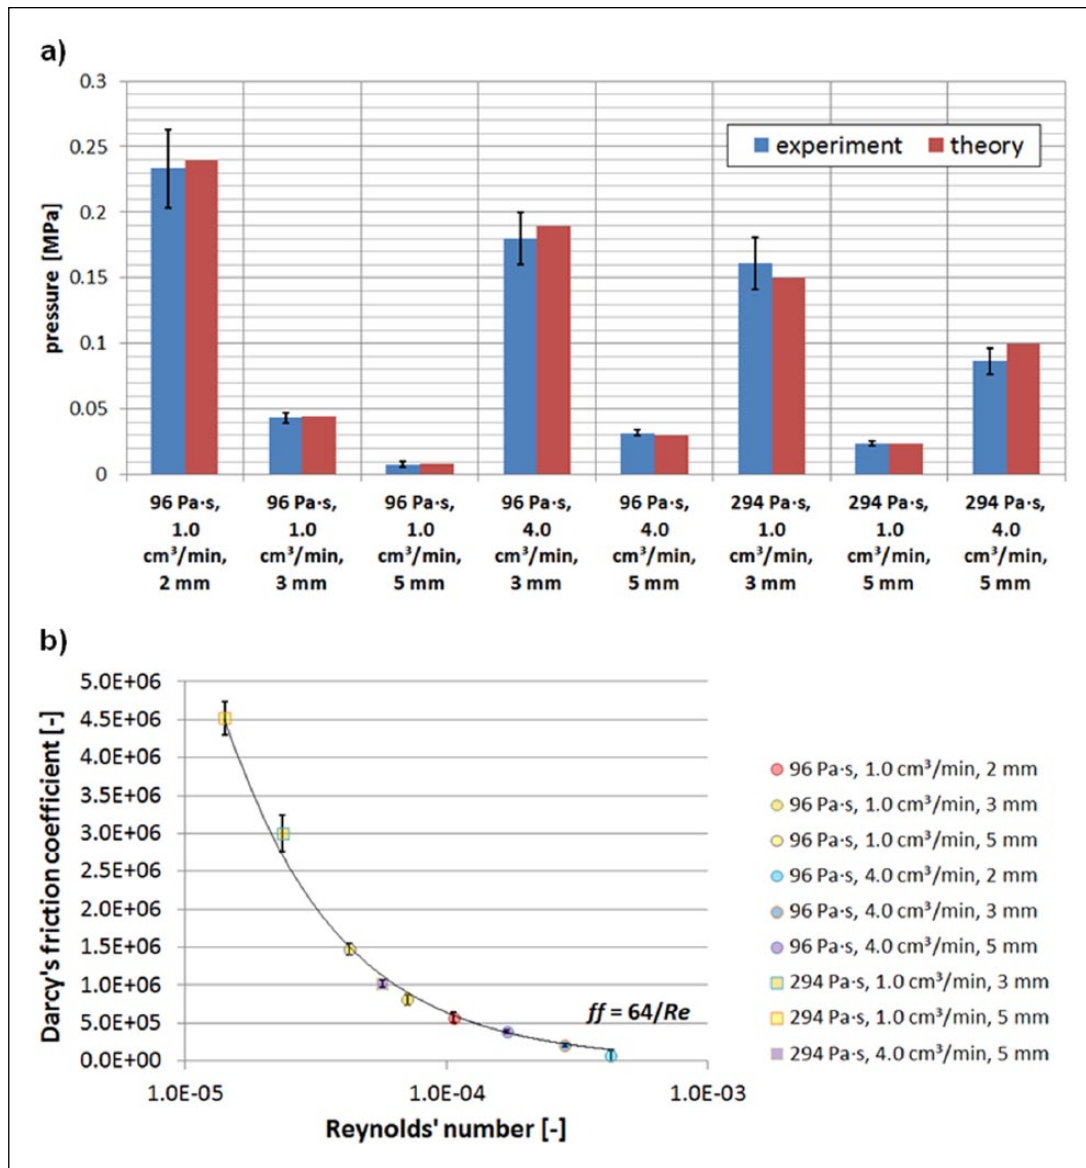 a)
0.3
0.25
0.2
0.15
0.1
0.05
0
pressure [MPa]
experiment theory
96 Pa·s, 96 Pa·s, 96 Pa·s, 96 Pa·s, 96 Pa·s, 294 Pa·s, 294 Pa·s, 294 Pa·s,
1.0 1.0 1.0 4.0 4.0 1.0 1.0 4.0
cm³/min, cm³/min, cm³/min, cm³/min, cm³/min, cm³/min, cm³/min, cm³/min,
2 mm 3 mm 5 mm 3 mm 5 mm 3 mm 5 mm 5 mm
b)
5.0E+06
4.5E+06
4.0E+06
3.5E+06
3.0E+06
2.5E+06
2.0E+06
1.5E+06
1.0E+06
5.0E+05
0.0E+00
Darcy's friction coefficient [-]
ff = 64/Re
1.0E-05 1.0E-04 1.0E-03
Reynolds' number [-]
96 Pa·s, 1.0 cm³/min, 2 mm
96 Pa·s, 1.0 cm³/min, 3 mm
96 Pa·s, 1.0 cm³/min, 5 mm
96 Pa·s, 4.0 cm³/min, 2 mm
96 Pa·s, 4.0 cm³/min, 3 mm
96 Pa·s, 4.0 cm³/min, 5 mm
294 Pa·s, 1.0 cm³/min, 3 mm
294 Pa·s, 1.0 cm³/min, 5 mm
294 Pa·s, 4.0 cm³/min, 5 mm